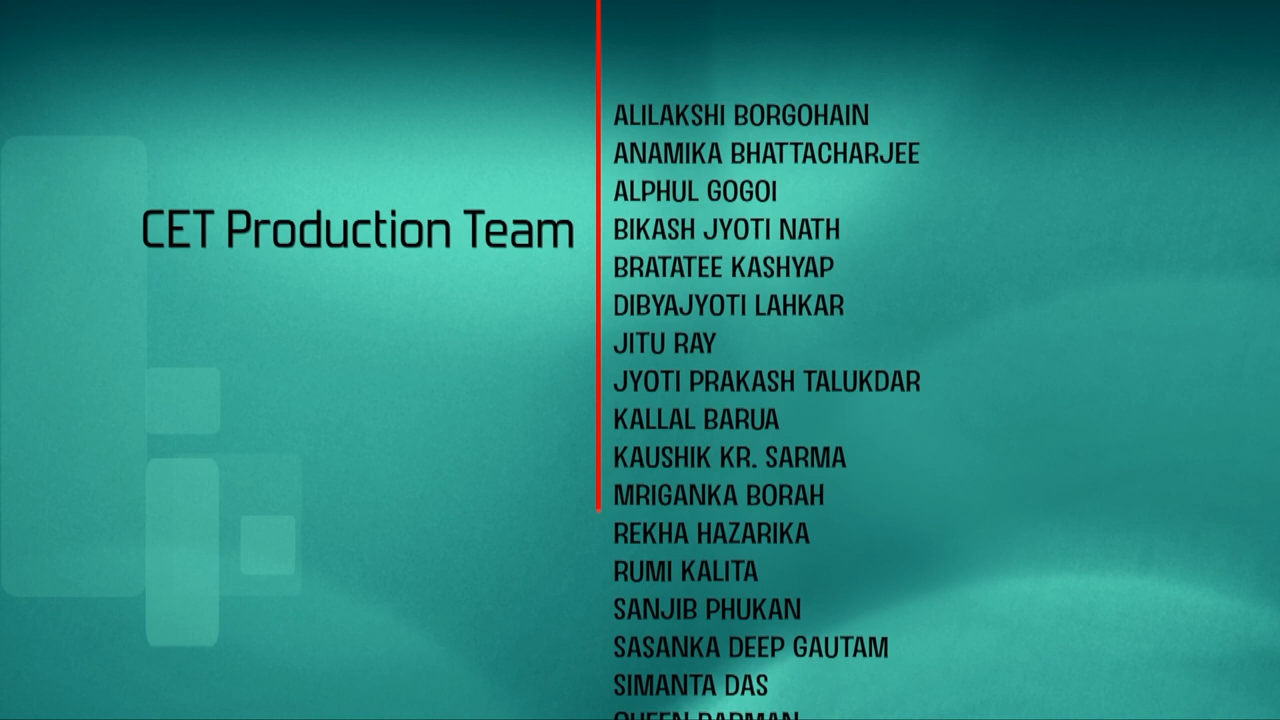 CET Production Team
ALILAKSHI BORGOHAIN
ANAMIKA BHATTACHARJEE
ALPHUL GOGOI
BIKASH JYOTI NATH
BRATATEE KASHYAP
DIBYAJYOTI LAHKAR
JITU RAY
JYOTI PRAKASH TALUKDAR
KALLAL BARUA
KAUSHIK KR. SARMA
MRIGANKA BORAH
REKHA HAZARIKA
RUMI KALITA
SANJIB PHUKAN
SASANKA DEEP GAUTAM
SIMANTA DAS